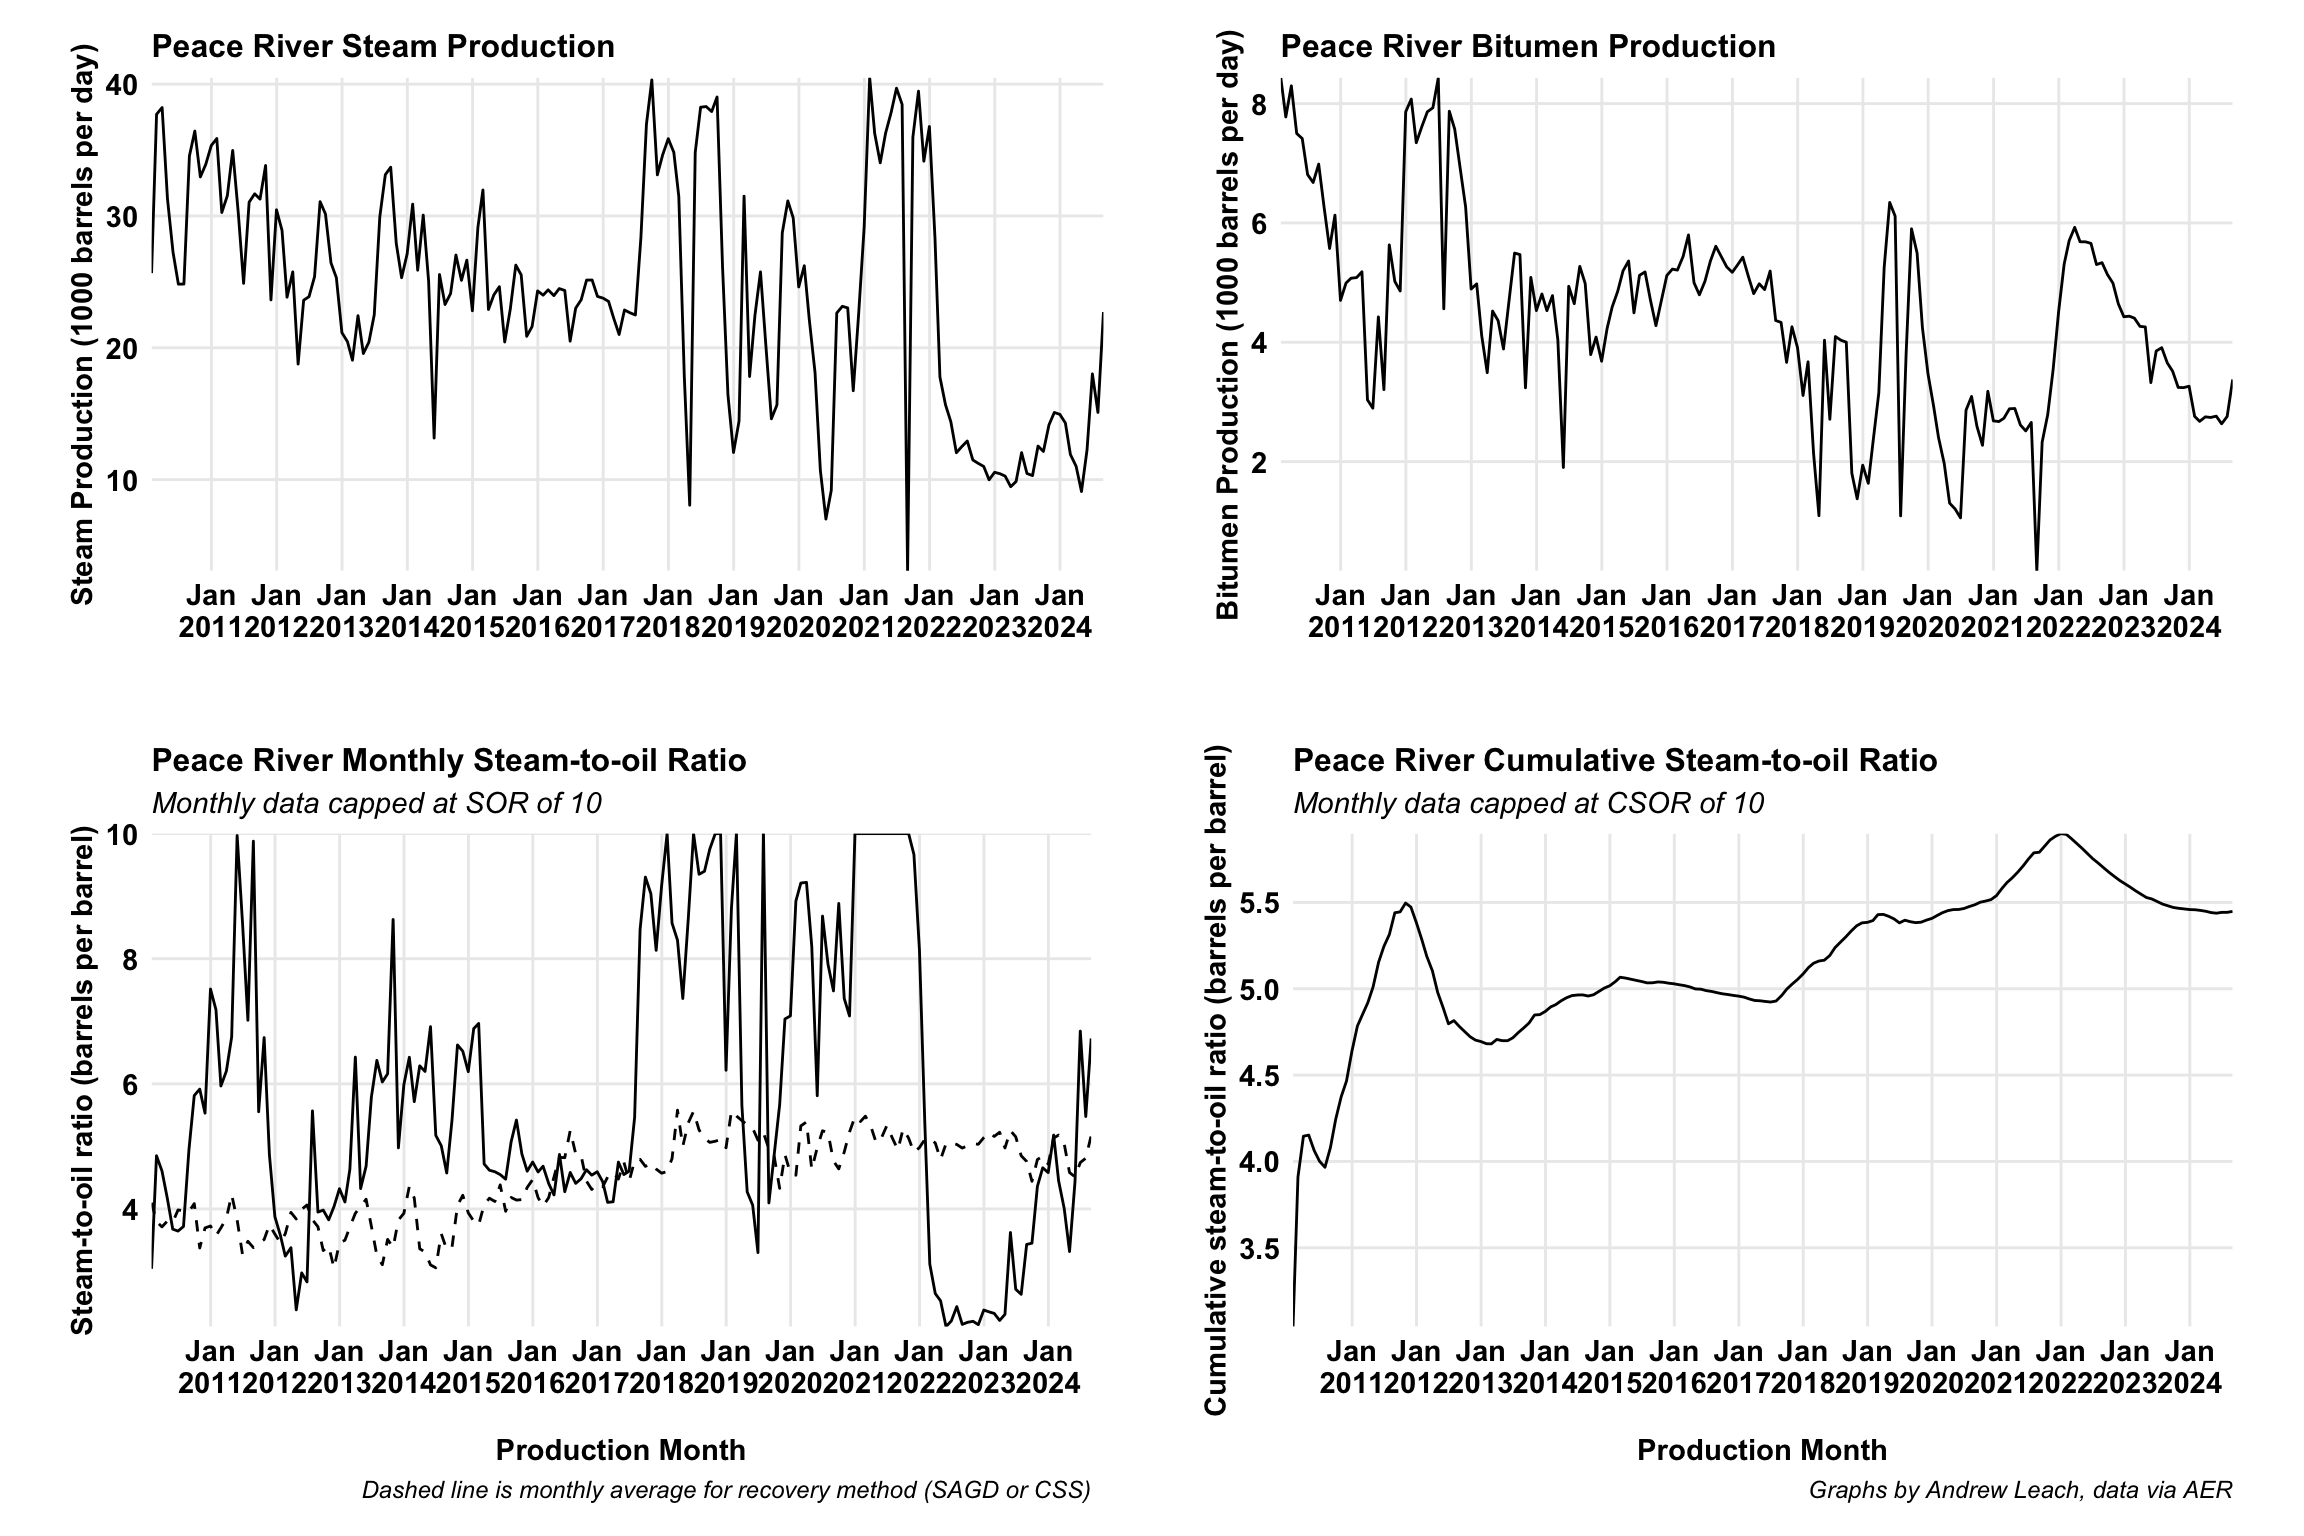 Peace River Steam Production
Steam Production (1000 barrels per day)
40
30
20
10
Jan Jan Jan Jan Jan Jan Jan Jan Jan Jan Jan Jan Jan Jan
2011 2012 2013 2014 2015 2016 2017 2018 2019 2020 2021 2022 2023 2024
Peace River Bitumen Production
Bitumen Production (1000 barrels per day)
8
6
4
2
Jan Jan Jan Jan Jan Jan Jan Jan Jan Jan Jan Jan Jan Jan
2011 2012 2013 2014 2015 2016 2017 2018 2019 2020 2021 2022 2023 2024
Peace River Monthly Steam-to-oil Ratio
Monthly data capped at SOR of 10
Steam-to-oil ratio (barrels per barrel)
10
8
6
4
Jan Jan Jan Jan Jan Jan Jan Jan Jan Jan Jan Jan Jan Jan
2011 2012 2013 2014 2015 2016 2017 2018 2019 2020 2021 2022 2023 2024
Production Month
Dashed line is monthly average for recovery method (SAGD or CSS)
Peace River Cumulative Steam-to-oil Ratio
Monthly data capped at CSOR of 10
Cumulative steam-to-oil ratio (barrels per barrel)
5.5
5.0
4.5
4.0
3.5
Jan Jan Jan Jan Jan Jan Jan Jan Jan Jan Jan Jan Jan Jan
2011 2012 2013 2014 2015 2016 2017 2018 2019 2020 2021 2022 2023 2024
Production Month
Graphs by Andrew Leach, data via AER